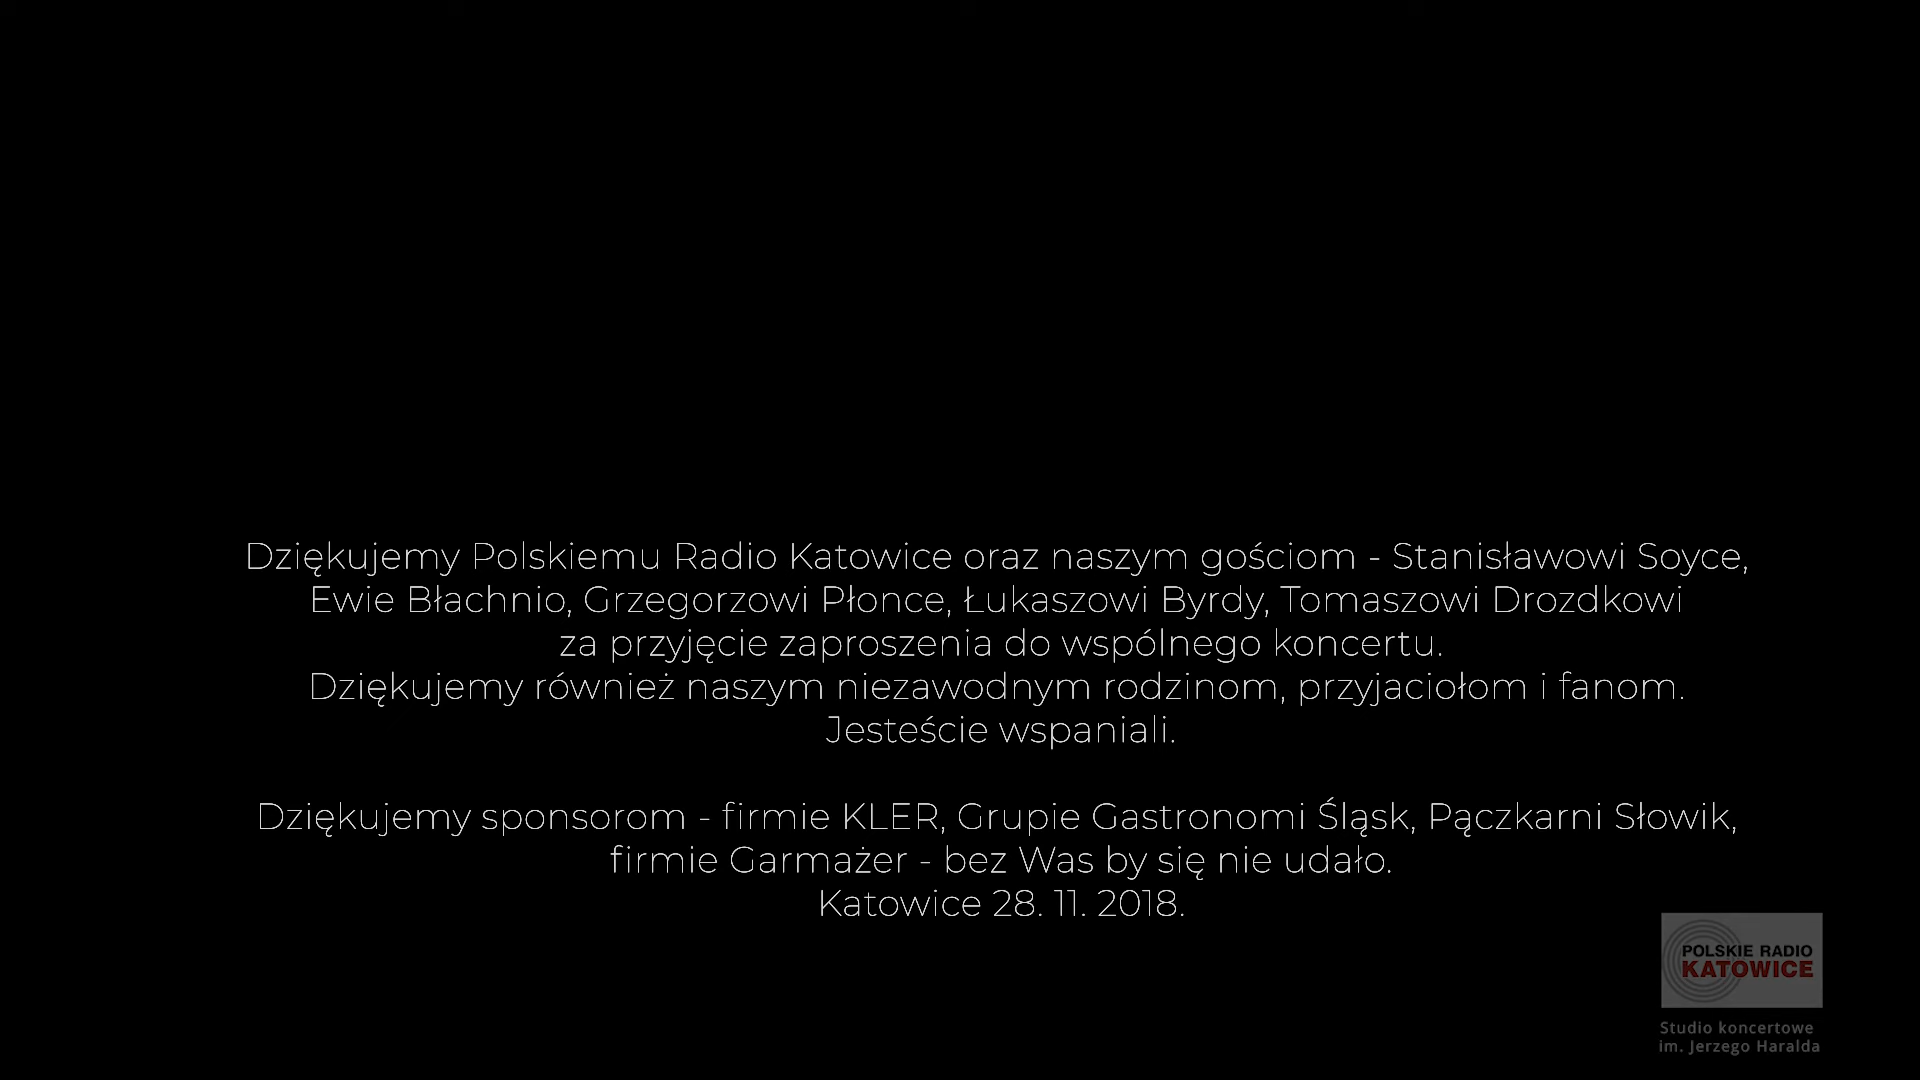 Dziękujemy Polskiemu Radio Katowice oraz naszym gościom - Stanisławowi Soyce,
Ewie Błachnio, Grzegorzowi Płonce, Łukaszowi Byrdy, Tomaszowi Drozdkowi
za przyjęcie zaproszenia do wspólnego koncertu.
Dziękujemy również naszym niezawodnym rodzinom, przyjaciołom i fanom.
Jesteście wspaniali.
Dziękujemy sponsorom - firmie KLER, Grupie Gastronomi Śląsk, Pączkarni Słowik,
firmie Garmażer - bez Was by się nie udało.
Katowice 28. 11. 2018.
POLSKIE RADIO
KATOWICE
Studio koncertowe
im. Jerzego Haralda